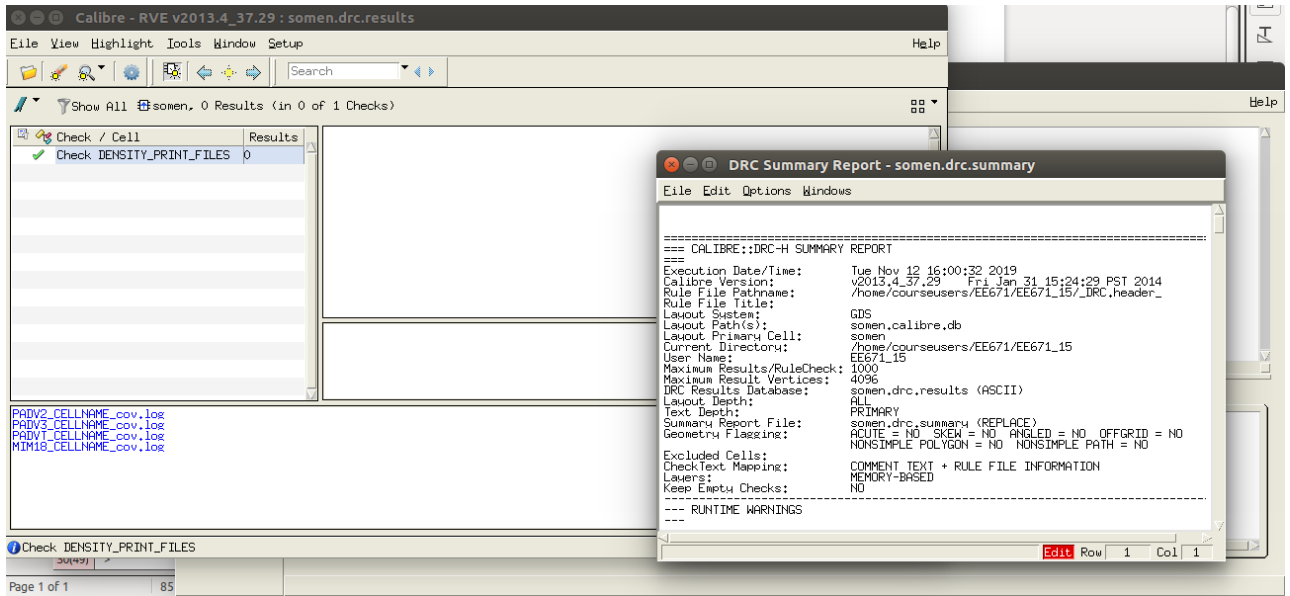 Calibre - RVE v2013.4_37.29 : somen.drc.results
File View Highlight Tools Window Setup Help
Search
Show All somen, 0 Results (in 0 of 1 Checks)
Help
Check / Cell Results
Check DENSITY_PRINT_FILES 0
PADV2_CELLNAME_cov.log
PADV3_CELLNAME_cov.log
PADVT_CELLNAME_cov.log
MIM18_CELLNAME_cov.log
Check DENSITY_PRINT_FILES
30(49) >
Page 1 of 1 85
DRC Summary Report - somen.drc.summary
File Edit Options Windows
==================================================================================
=== CALIBRE::DRC-H SUMMARY REPORT
===
Execution Date/Time: Tue Nov 12 16:00:32 2019
Calibre Version: v2013.4_37.29 Fri Jan 31 15:24:29 PST 2014
Rule File Pathname: /home/courseusers/EE671/EE671_15/_DRC.header_
Rule File Title:
Layout System: GDS
Layout Path(s): somen.calibre.db
Layout Primary Cell: somen
Current Directory: /home/courseusers/EE671/EE671_15
User Name: EE671_15
Maximum Results/RuleCheck: 1000
Maximum Result Vertices: 4096
DRC Results Database: somen.drc.results (ASCII)
Layout Depth: ALL
Text Depth: PRIMARY
Summary Report File: somen.drc.summary (REPLACE)
Geometry Flagging: ACUTE = NO SKEW = NO ANGLED = NO OFFGRID = NO
NONSIMPLE POLYGON = NO NONSIMPLE PATH = NO
Excluded Cells:
CheckText Mapping: COMMENT TEXT + RULE FILE INFORMATION
Layers: MEMORY-BASED
Keep Empty Checks: NO
----------------------------------------------------------------------------------
--- RUNTIME WARNINGS
---
Edit Row 1 Col 1